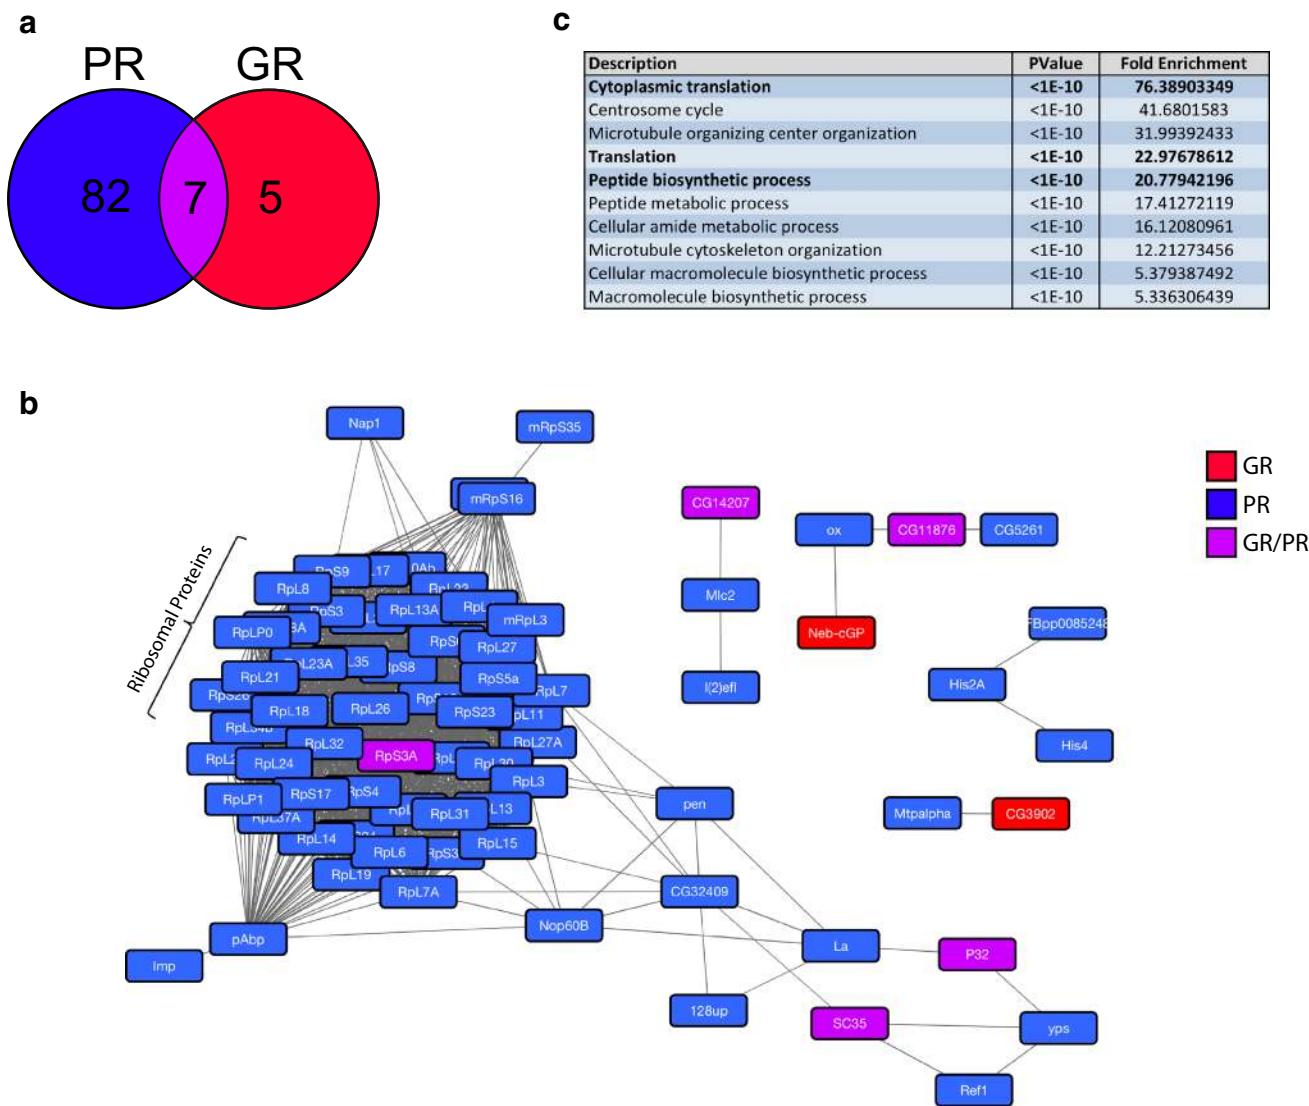 a
PR GR
82 7 5
c
Description PValue Fold Enrichment
Cytoplasmic translation <1E-10 76.38903349
Centrosome cycle <1E-10 41.6801583
Microtubule organizing center organization <1E-10 31.99392433
Translation <1E-10 22.97678612
Peptide biosynthetic process <1E-10 20.77942196
Peptide metabolic process <1E-10 17.41272119
Cellular amide metabolic process <1E-10 16.12080961
Microtubule cytoskeleton organization <1E-10 12.21273456
Cellular macromolecule biosynthetic process <1E-10 5.379387492
Macromolecule biosynthetic process <1E-10 5.336306439
b
Nap1
mRpS35
mRpS16
Ribosomal Proteins
RpS9
RpL8
RpS3
RpL13A
mRpL3
RpLP0
RpL27
RpL23A
RpL21
RpS5a
RpL7
RpL18
RpL26
RpS23
RpL32
RpS3A
RpL27A
RpL24
RpL3
RpLP1
RpS17
RpL31
RpL14
RpL6
RpL15
RpL19
RpL7A
pAbp
Imp
Nop60B
pen
CG32409
La
128up
P32
SC35
yps
Ref1
CG14207
Mlc2
l(2)efl
ox
CG11876
CG5261
Neb-cGP
FBpp0085248
His2A
His4
Mtpalpha
CG3902
GR
PR
GR/PR